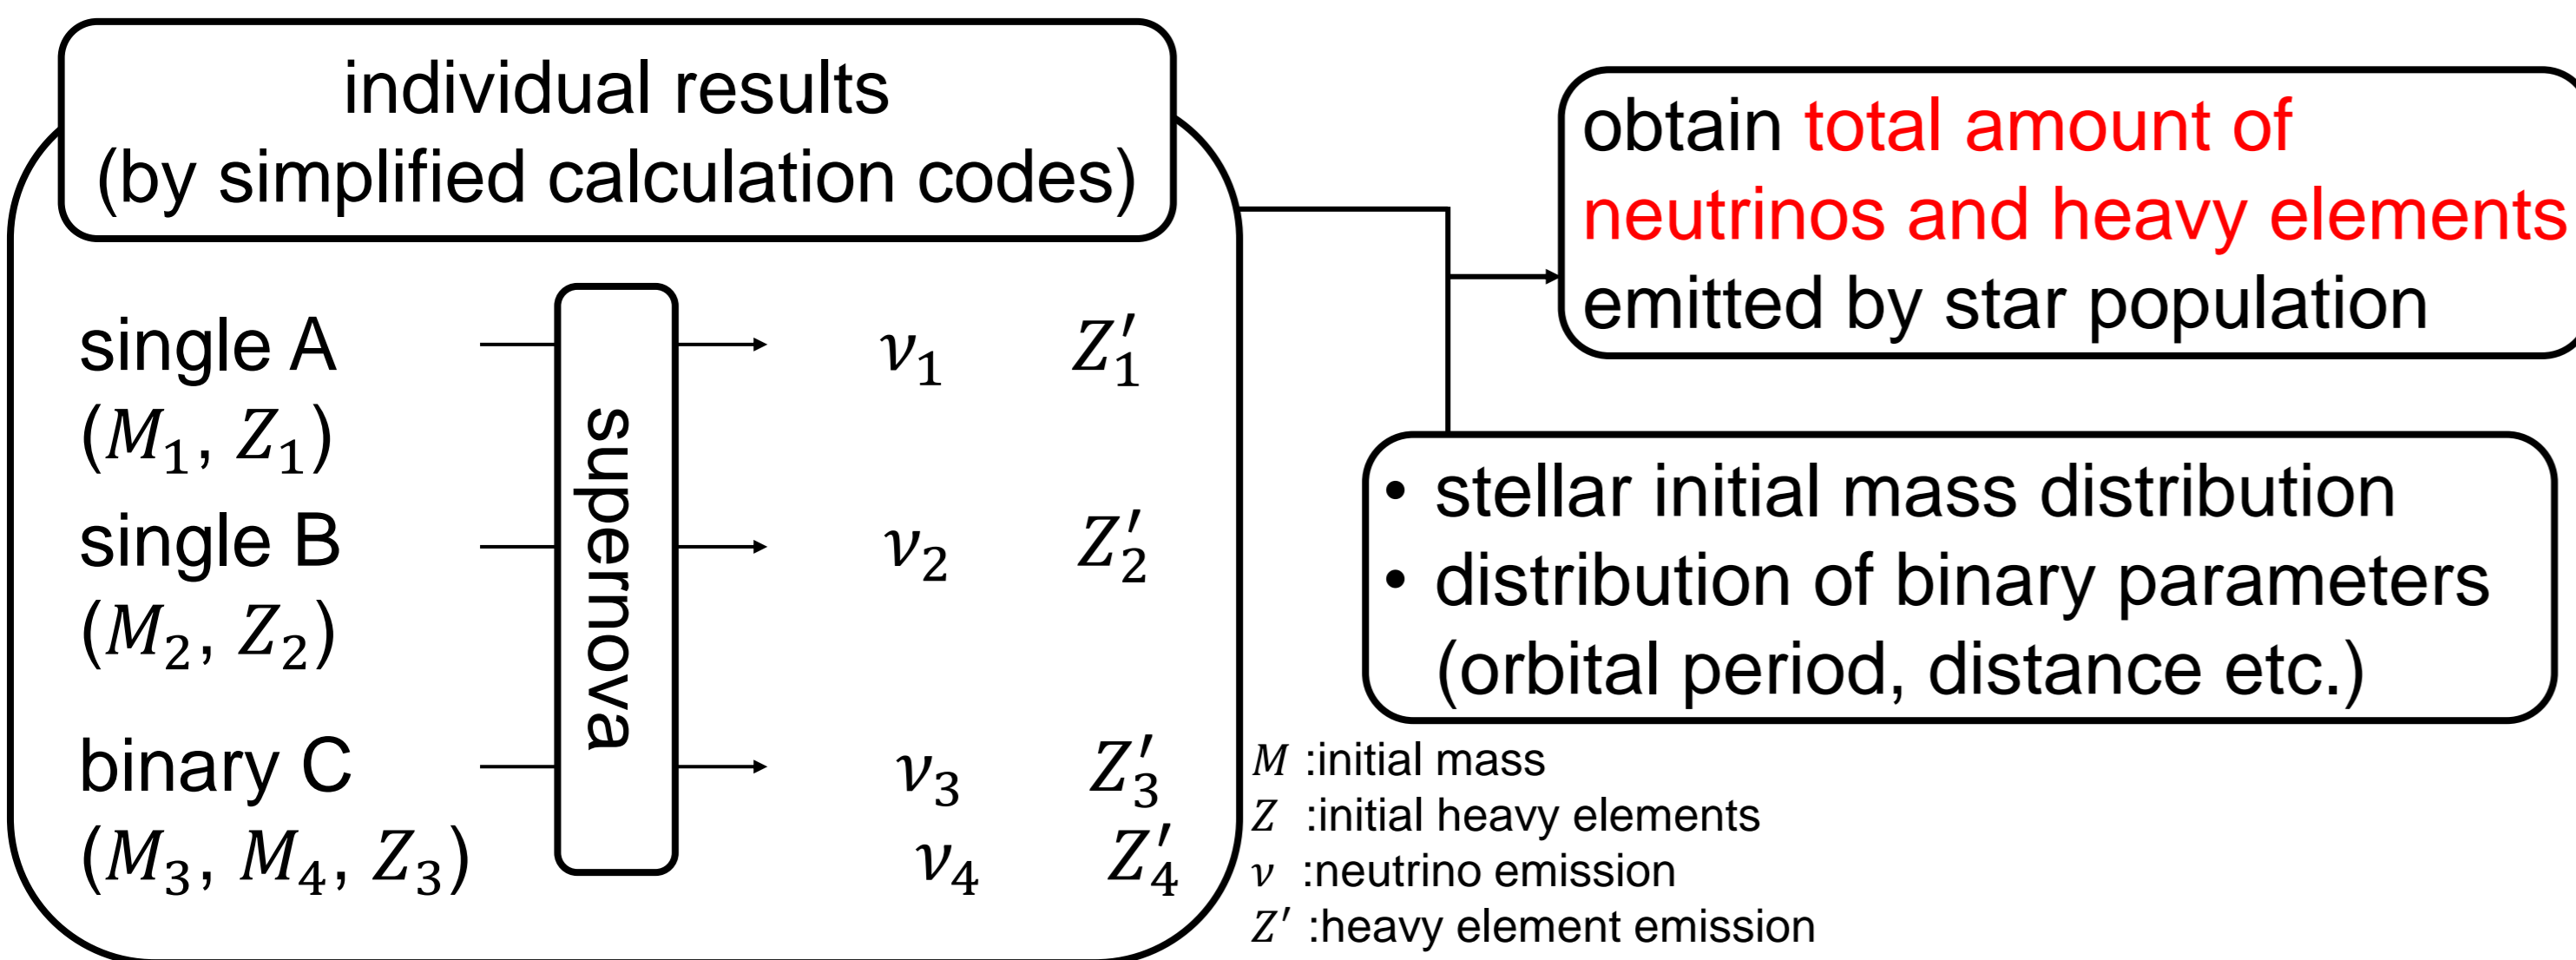 individual results
(by simplified calculation codes)
single A
(M₁, Z₁)
single B
(M₂, Z₂)
binary C
(M₃, M₄, Z₃)
supernova
ν₁ Z′₁
ν₂ Z′₂
ν₃ Z′₃
ν₄ Z′₄
obtain total amount of
neutrinos and heavy elements
emitted by star population
• stellar initial mass distribution
• distribution of binary parameters
(orbital period, distance etc.)
M :initial mass
Z :initial heavy elements
ν :neutrino emission
Z′ :heavy element emission